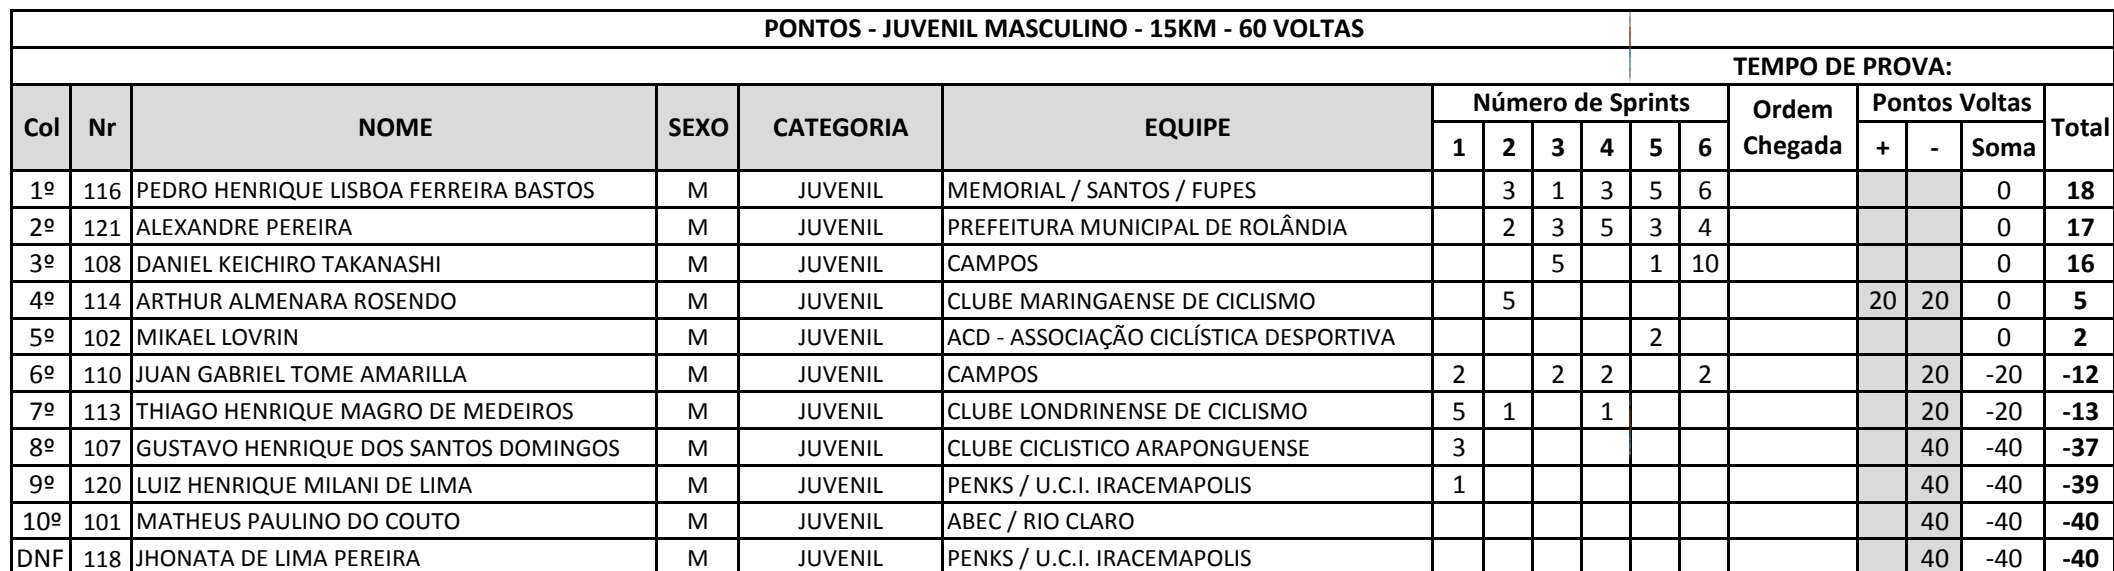 PONTOS - JUVENIL MASCULINO - 15KM - 60 VOLTAS
TEMPO DE PROVA:
Col Nr NOME SEXO CATEGORIA EQUIPE Número de Sprints Ordem Chegada Pontos Voltas Total
1 2 3 4 5 6 + - Soma
1º 116 PEDRO HENRIQUE LISBOA FERREIRA BASTOS M JUVENIL MEMORIAL / SANTOS / FUPES 3 1 3 5 6 0 18
2º 121 ALEXANDRE PEREIRA M JUVENIL PREFEITURA MUNICIPAL DE ROLÂNDIA 2 3 5 3 4 0 17
3º 108 DANIEL KEICHIRO TAKANASHI M JUVENIL CAMPOS 5 1 10 0 16
4º 114 ARTHUR ALMENARA ROSENDO M JUVENIL CLUBE MARINGAENSE DE CICLISMO 5 20 20 0 5
5º 102 MIKAEL LOVRIN M JUVENIL ACD - ASSOCIAÇÃO CICLÍSTICA DESPORTIVA 2 0 2
6º 110 JUAN GABRIEL TOME AMARILLA M JUVENIL CAMPOS 2 2 2 2 20 -20 -12
7º 113 THIAGO HENRIQUE MAGRO DE MEDEIROS M JUVENIL CLUBE LONDRINENSE DE CICLISMO 5 1 1 20 -20 -13
8º 107 GUSTAVO HENRIQUE DOS SANTOS DOMINGOS M JUVENIL CLUBE CICLISTICO ARAPONGUENSE 3 40 -40 -37
9º 120 LUIZ HENRIQUE MILANI DE LIMA M JUVENIL PENKS / U.C.I. IRACEMAPOLIS 1 40 -40 -39
10º 101 MATHEUS PAULINO DO COUTO M JUVENIL ABEC / RIO CLARO 40 -40 -40
DNF 118 JHONATA DE LIMA PEREIRA M JUVENIL PENKS / U.C.I. IRACEMAPOLIS 40 -40 -40